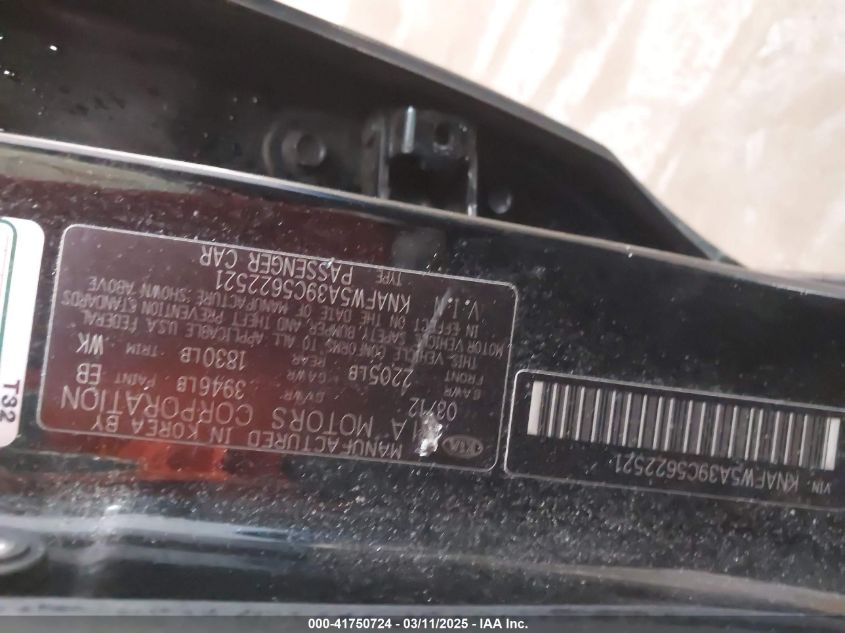 MANUFACTURED IN KOREA BY
KIA MOTORS CORPORATION
KIA
08/12
GVWR 3946LB PAINT EB
GAWR FRONT 2205LB
GAWR REAR 1830LB TRIM WK
THIS VEHICLE CONFORMS TO ALL APPLICABLE U.S.A. FEDERAL
MOTOR VEHICLE SAFETY BUMPER AND THEFT PREVENTION STANDARDS
IN EFFECT ON THE DATE OF MANUFACTURE SHOWN ABOVE
V.I.N KNAFW5A39C5622521
TYPE PASSENGER CAR
VIN: KNAFW5A39C5622521
T32
000-41750724 - 03/11/2025 - IAA Inc.